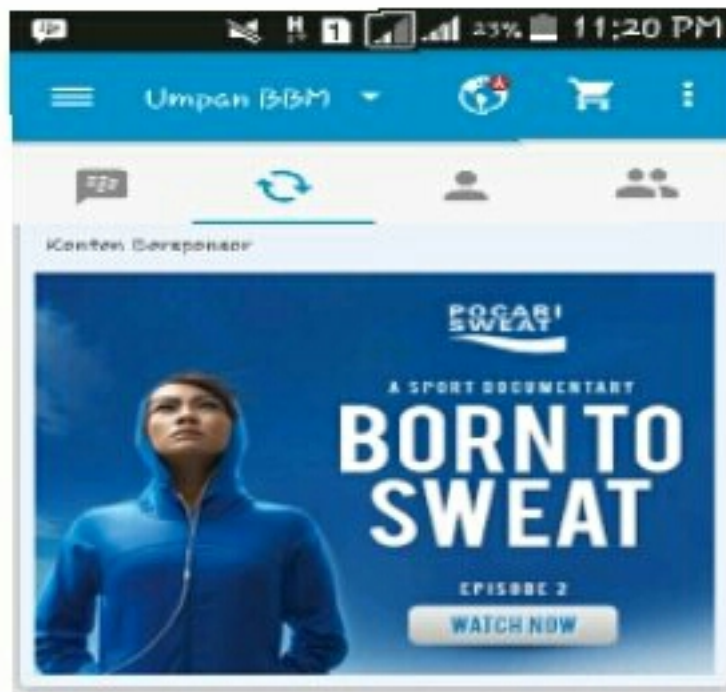 H
1 23% 11:20 PM
Umpan BBM
Konten Bersponsor
POCARI
SWEAT
A SPORT DOCUMENTARY
BORN TO
SWEAT
EPISODE 2
WATCH NOW